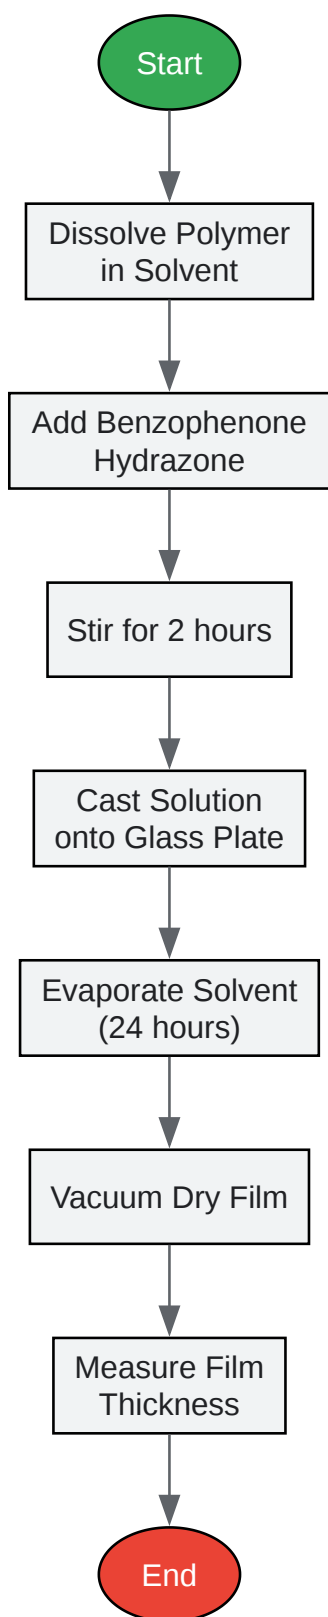 Start
Dissolve Polymer
in Solvent
Add Benzophenone
Hydrazone
Stir for 2 hours
Cast Solution
onto Glass Plate
Evaporate Solvent
(24 hours)
Vacuum Dry Film
Measure Film
Thickness
End